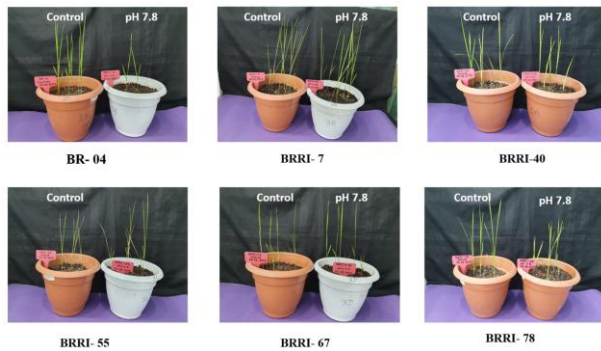 Control pH 7.8
Control pH 7.8
Control pH 7.8
BR- 04
BRRI- 7
BRRI-40
Control pH 7.8
Control pH 7.8
Control pH 7.8
BRRI- 55
BRRI- 67
BRRI- 78